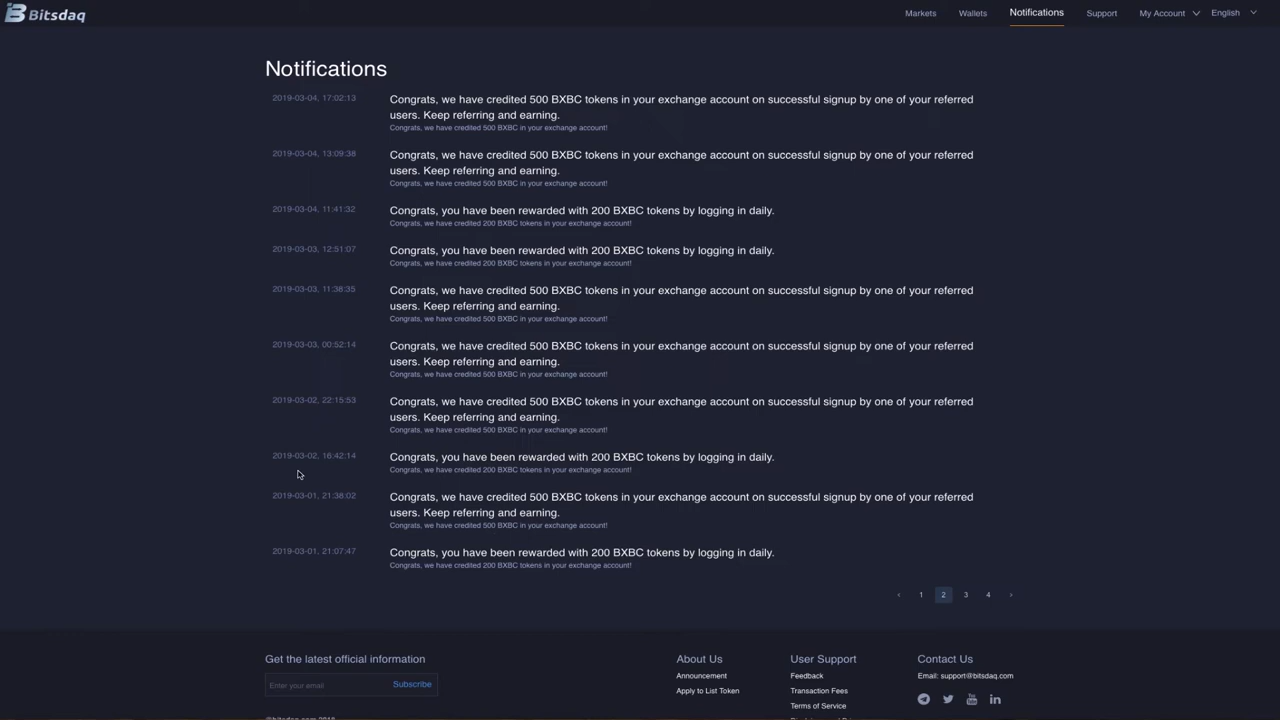 Bitsdaq
Markets Wallets Notifications Support My Account English
Notifications
2019-03-04, 17:02:13
Congrats, we have credited 500 BXBC tokens in your exchange account on successful signup by one of your referred
users. Keep referring and earning.
Congrats, we have credited 500 BXBC in your exchange account!
2019-03-04, 13:09:38
Congrats, we have credited 500 BXBC tokens in your exchange account on successful signup by one of your referred
users. Keep referring and earning.
Congrats, we have credited 500 BXBC in your exchange account!
2019-03-04, 11:41:32
Congrats, you have been rewarded with 200 BXBC tokens by logging in daily.
Congrats, we have credited 200 BXBC tokens in your exchange account!
2019-03-03, 12:51:07
Congrats, you have been rewarded with 200 BXBC tokens by logging in daily.
Congrats, we have credited 200 BXBC tokens in your exchange account!
2019-03-03, 11:38:35
Congrats, we have credited 500 BXBC tokens in your exchange account on successful signup by one of your referred
users. Keep referring and earning.
Congrats, we have credited 500 BXBC in your exchange account!
2019-03-03, 00:52:14
Congrats, we have credited 500 BXBC tokens in your exchange account on successful signup by one of your referred
users. Keep referring and earning.
Congrats, we have credited 500 BXBC in your exchange account!
2019-03-02, 22:15:53
Congrats, we have credited 500 BXBC tokens in your exchange account on successful signup by one of your referred
users. Keep referring and earning.
Congrats, we have credited 500 BXBC in your exchange account!
2019-03-02, 16:42:14
Congrats, you have been rewarded with 200 BXBC tokens by logging in daily.
Congrats, we have credited 200 BXBC tokens in your exchange account!
2019-03-01, 21:38:02
Congrats, we have credited 500 BXBC tokens in your exchange account on successful signup by one of your referred
users. Keep referring and earning.
Congrats, we have credited 500 BXBC in your exchange account!
2019-03-01, 21:07:47
Congrats, you have been rewarded with 200 BXBC tokens by logging in daily.
Congrats, we have credited 200 BXBC tokens in your exchange account!
‹ 1 2 3 4 ›
Get the latest official information
Enter your email Subscribe
About Us
Announcement
Apply to List Token
User Support
Feedback
Transaction Fees
Terms of Service
Contact Us
Email: support@bitsdaq.com